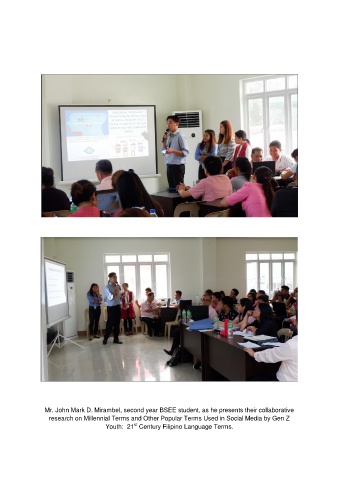 Mr. John Mark D. Mirambel, second year BSEE student, as he presents their collaborative
research on Millennial Terms and Other Popular Terms Used in Social Media by Gen Z
Youth: 21st Century Filipino Language Terms.